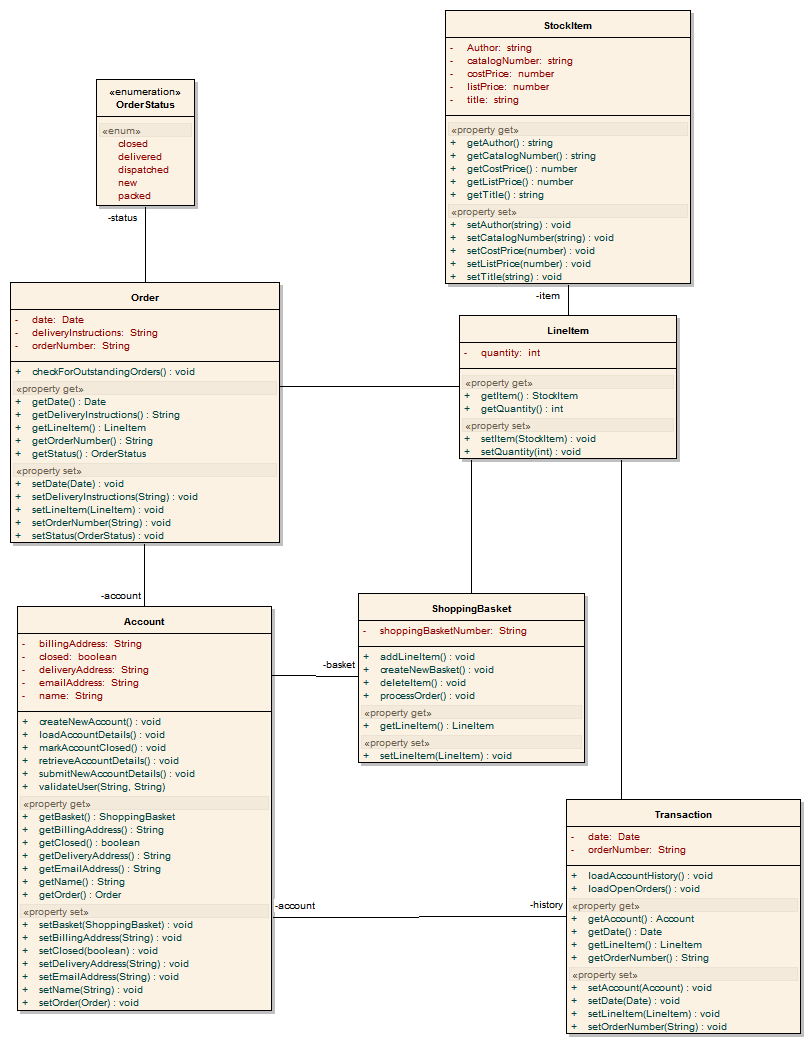 StockItem
- Author: string
- catalogNumber: string
- costPrice: number
- listPrice: number
- title: string
«property get»
+ getAuthor() : string
+ getCatalogNumber() : string
+ getCostPrice() : number
+ getListPrice() : number
+ getTitle() : string
«property set»
+ setAuthor(string) : void
+ setCatalogNumber(string) : void
+ setCostPrice(number) : void
+ setListPrice(number) : void
+ setTitle(string) : void
«enumeration»
OrderStatus
«enum»
closed
delivered
dispatched
new
packed
-status
-item
Order
- date: Date
- deliveryInstructions: String
- orderNumber: String
+ checkForOutstandingOrders() : void
«property get»
+ getDate() : Date
+ getDeliveryInstructions() : String
+ getLineItem() : LineItem
+ getOrderNumber() : String
+ getStatus() : OrderStatus
«property set»
+ setDate(Date) : void
+ setDeliveryInstructions(String) : void
+ setLineItem(LineItem) : void
+ setOrderNumber(String) : void
+ setStatus(OrderStatus) : void
LineItem
- quantity: int
«property get»
+ getItem() : StockItem
+ getQuantity() : int
«property set»
+ setItem(StockItem) : void
+ setQuantity(int) : void
-account
Account
- billingAddress: String
- closed: boolean
- deliveryAddress: String
- emailAddress: String
- name: String
+ createNewAccount() : void
+ loadAccountDetails() : void
+ markAccountClosed() : void
+ retrieveAccountDetails() : void
+ submitNewAccountDetails() : void
+ validateUser(String, String)
«property get»
+ getBasket() : ShoppingBasket
+ getBillingAddress() : String
+ getClosed() : boolean
+ getDeliveryAddress() : String
+ getEmailAddress() : String
+ getName() : String
+ getOrder() : Order
«property set»
+ setBasket(ShoppingBasket) : void
+ setBillingAddress(String) : void
+ setClosed(boolean) : void
+ setDeliveryAddress(String) : void
+ setEmailAddress(String) : void
+ setName(String) : void
+ setOrder(Order) : void
-basket
ShoppingBasket
- shoppingBasketNumber: String
+ addLineItem() : void
+ createNewBasket() : void
+ deleteItem() : void
+ processOrder() : void
«property get»
+ getLineItem() : LineItem
«property set»
+ setLineItem(LineItem) : void
-account
-history
Transaction
- date: Date
- orderNumber: String
+ loadAccountHistory() : void
+ loadOpenOrders() : void
«property get»
+ getAccount() : Account
+ getDate() : Date
+ getLineItem() : LineItem
+ getOrderNumber() : String
«property set»
+ setAccount(Account) : void
+ setDate(Date) : void
+ setLineItem(LineItem) : void
+ setOrderNumber(String) : void